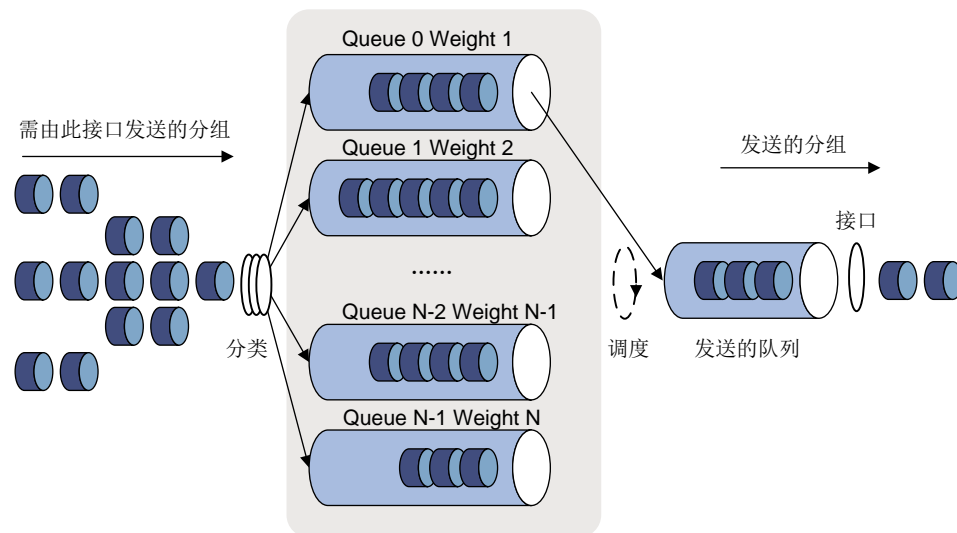 Queue 0 Weight 1
需由此接口发送的分组
Queue 1 Weight 2
发送的分组
接口
......
Queue N-2 Weight N-1
分类
调度
发送的队列
Queue N-1 Weight N